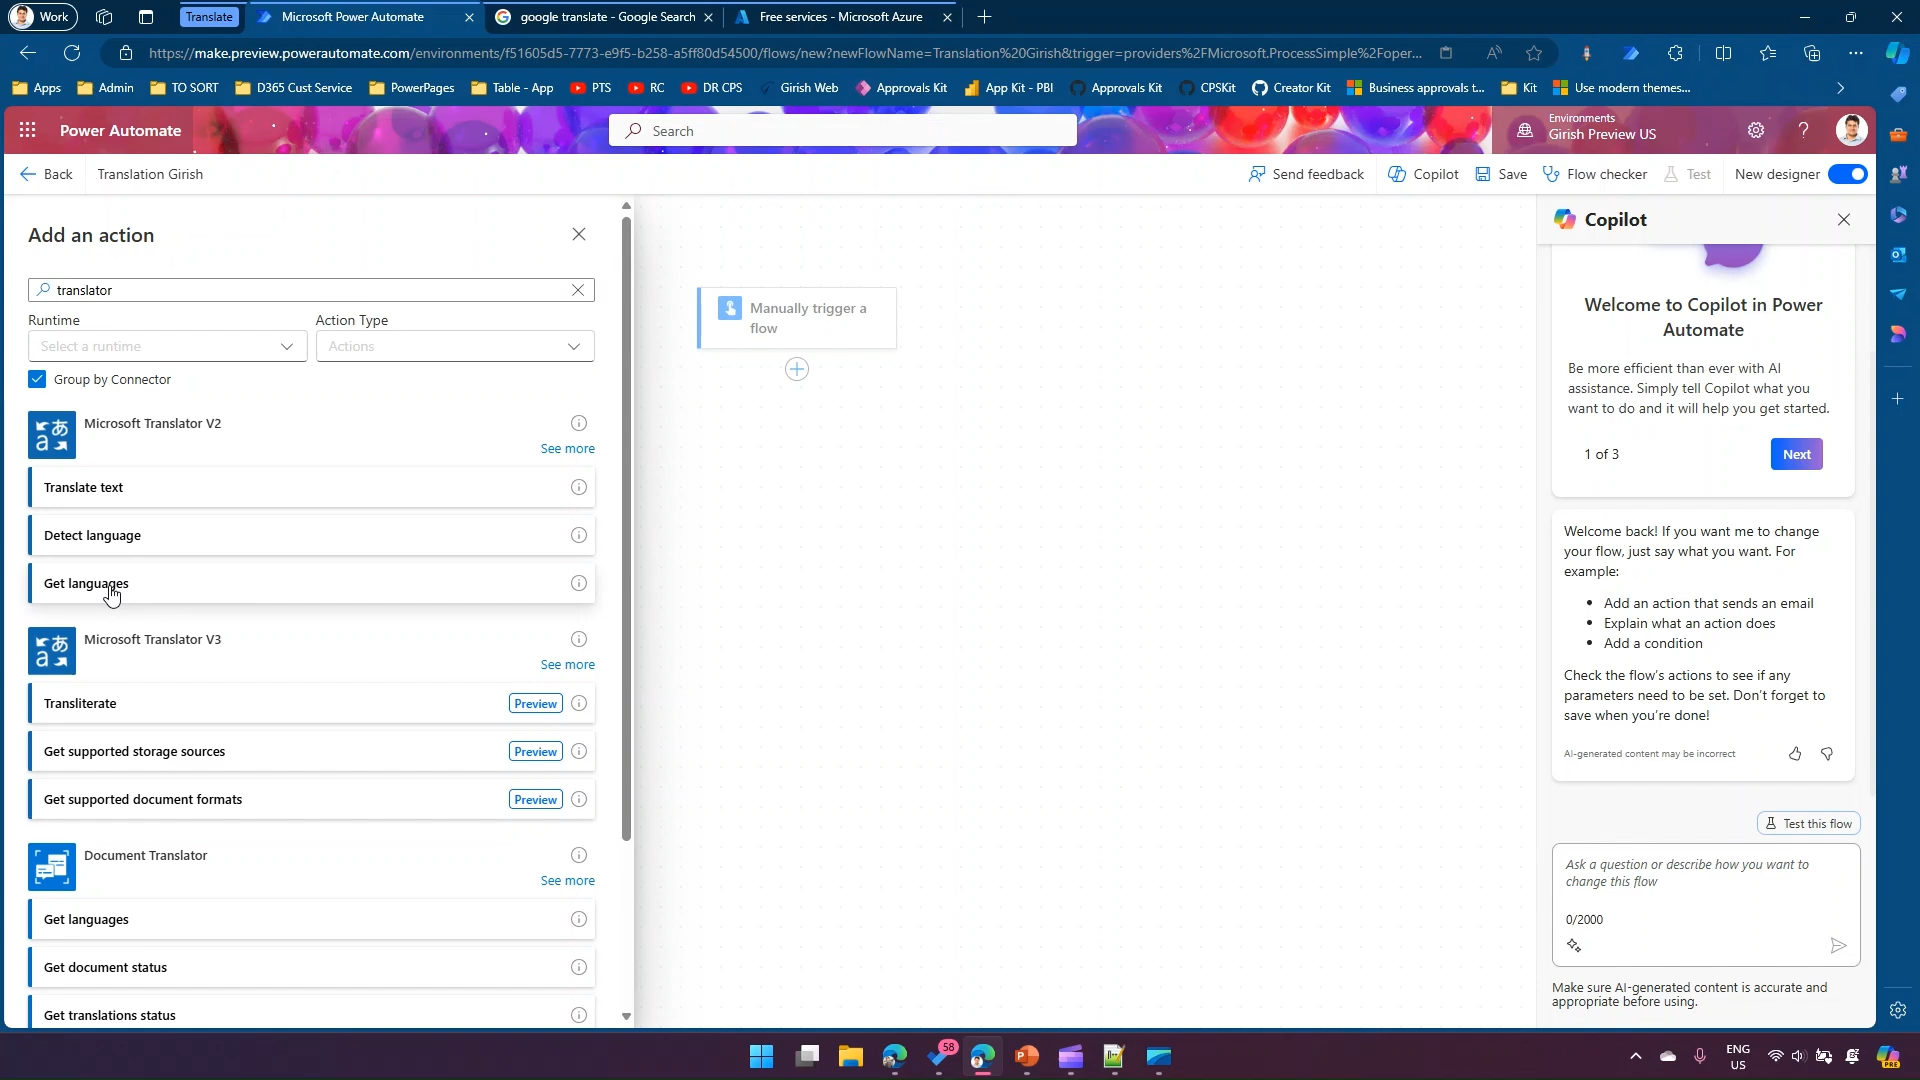 Work
Translate
Microsoft Power Automate
google translate - Google Search
Free services - Microsoft Azure
https://make.preview.powerautomate.com/environments/f51605d5-7773-e9f5-b258-a5ff80d54500/flows/new?newFlowName=Translation%20Girish&trigger=providers%2FMicrosoft.ProcessSimple%2Foper...
Apps
Admin
TO SORT
D365 Cust Service
PowerPages
Table - App
PTS
RC
DR CPS
Girish Web
Approvals Kit
App Kit - PBI
Approvals Kit
CPSKit
Creator Kit
Business approvals t...
Kit
Use modern themes...
Power Automate
Search
Environments
Girish Preview US
Back
Translation Girish
Send feedback
Copilot
Save
Flow checker
Test
New designer
Add an action
translator
Runtime
Action Type
Select a runtime
Actions
Group by Connector
Microsoft Translator V2
See more
Translate text
Detect language
Get languages
Microsoft Translator V3
See more
Transliterate
Preview
Get supported storage sources
Preview
Get supported document formats
Preview
Document Translator
See more
Get languages
Get document status
Get translations status
Manually trigger a
flow
Copilot
Welcome to Copilot in Power
Automate
Be more efficient than ever with AI
assistance. Simply tell Copilot what you
want to do and it will help you get started.
1 of 3
Next
Welcome back! If you want me to change
your flow, just say what you want. For
example:
• Add an action that sends an email
• Explain what an action does
• Add a condition
Check the flow's actions to see if any
parameters need to be set. Don't forget to
save when you're done!
AI-generated content may be incorrect
Test this flow
Ask a question or describe how you want to
change this flow
0/2000
Make sure AI-generated content is accurate and
appropriate before using.
58
ENG
US
PRE